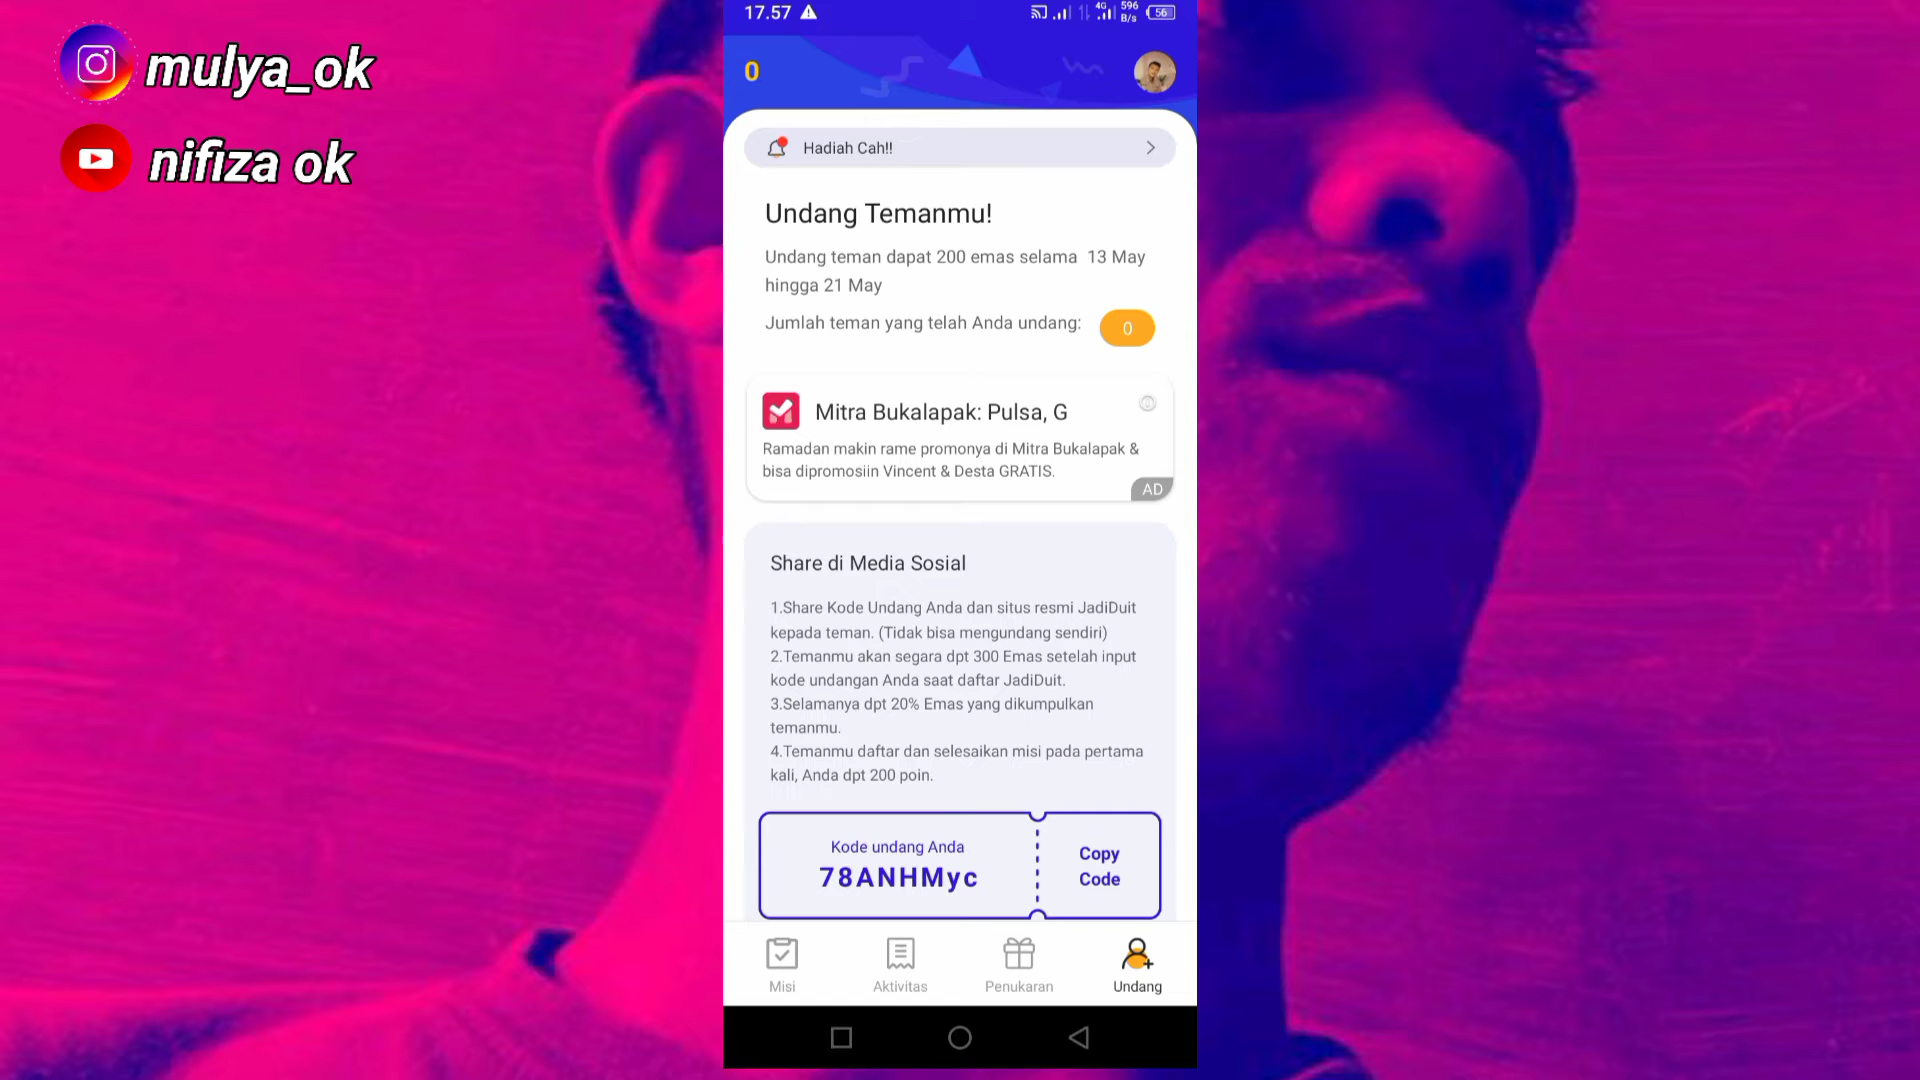 mulya_ok
nifiza ok
17.57
4G
596
B/s
56
0
Hadiah Cah!!
Undang Temanmu!
Undang teman dapat 200 emas selama 13 May
hingga 21 May
Jumlah teman yang telah Anda undang:
0
Mitra Bukalapak: Pulsa, G
Ramadan makin rame promonya di Mitra Bukalapak &
bisa dipromosiin Vincent & Desta GRATIS.
AD
Share di Media Sosial
1.Share Kode Undang Anda dan situs resmi JadiDuit
kepada teman. (Tidak bisa mengundang sendiri)
2.Temanmu akan segara dpt 300 Emas setelah input
kode undangan Anda saat daftar JadiDuit.
3.Selamanya dpt 20% Emas yang dikumpulkan
temanmu.
4.Temanmu daftar dan selesaikan misi pada pertama
kali, Anda dpt 200 poin.
Kode undang Anda
78ANHMyc
Copy
Code
Misi
Aktivitas
Penukaran
Undang